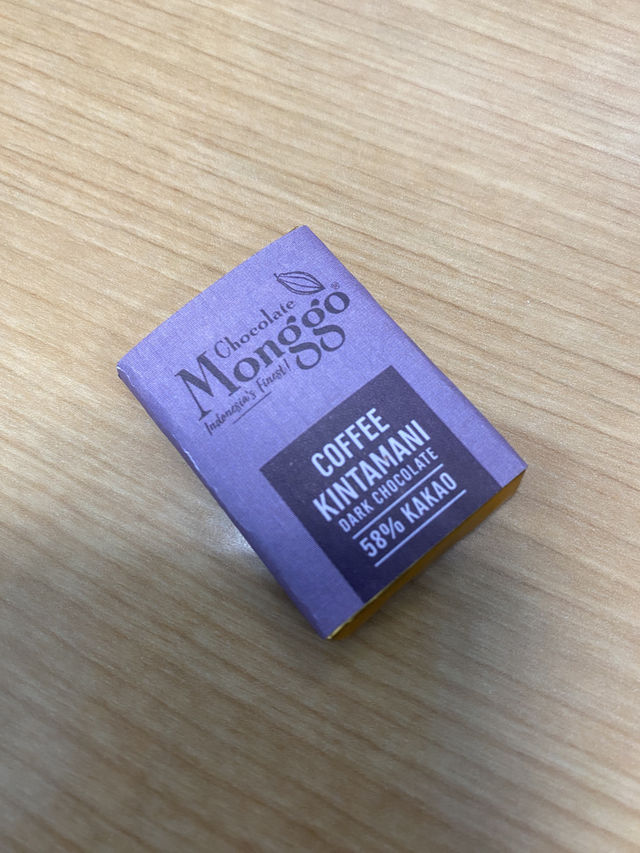 Chocolate
Monggo®
Indonesia's Finest!
COFFEE
KINTAMANI
DARK CHOCOLATE
58% KAKAO